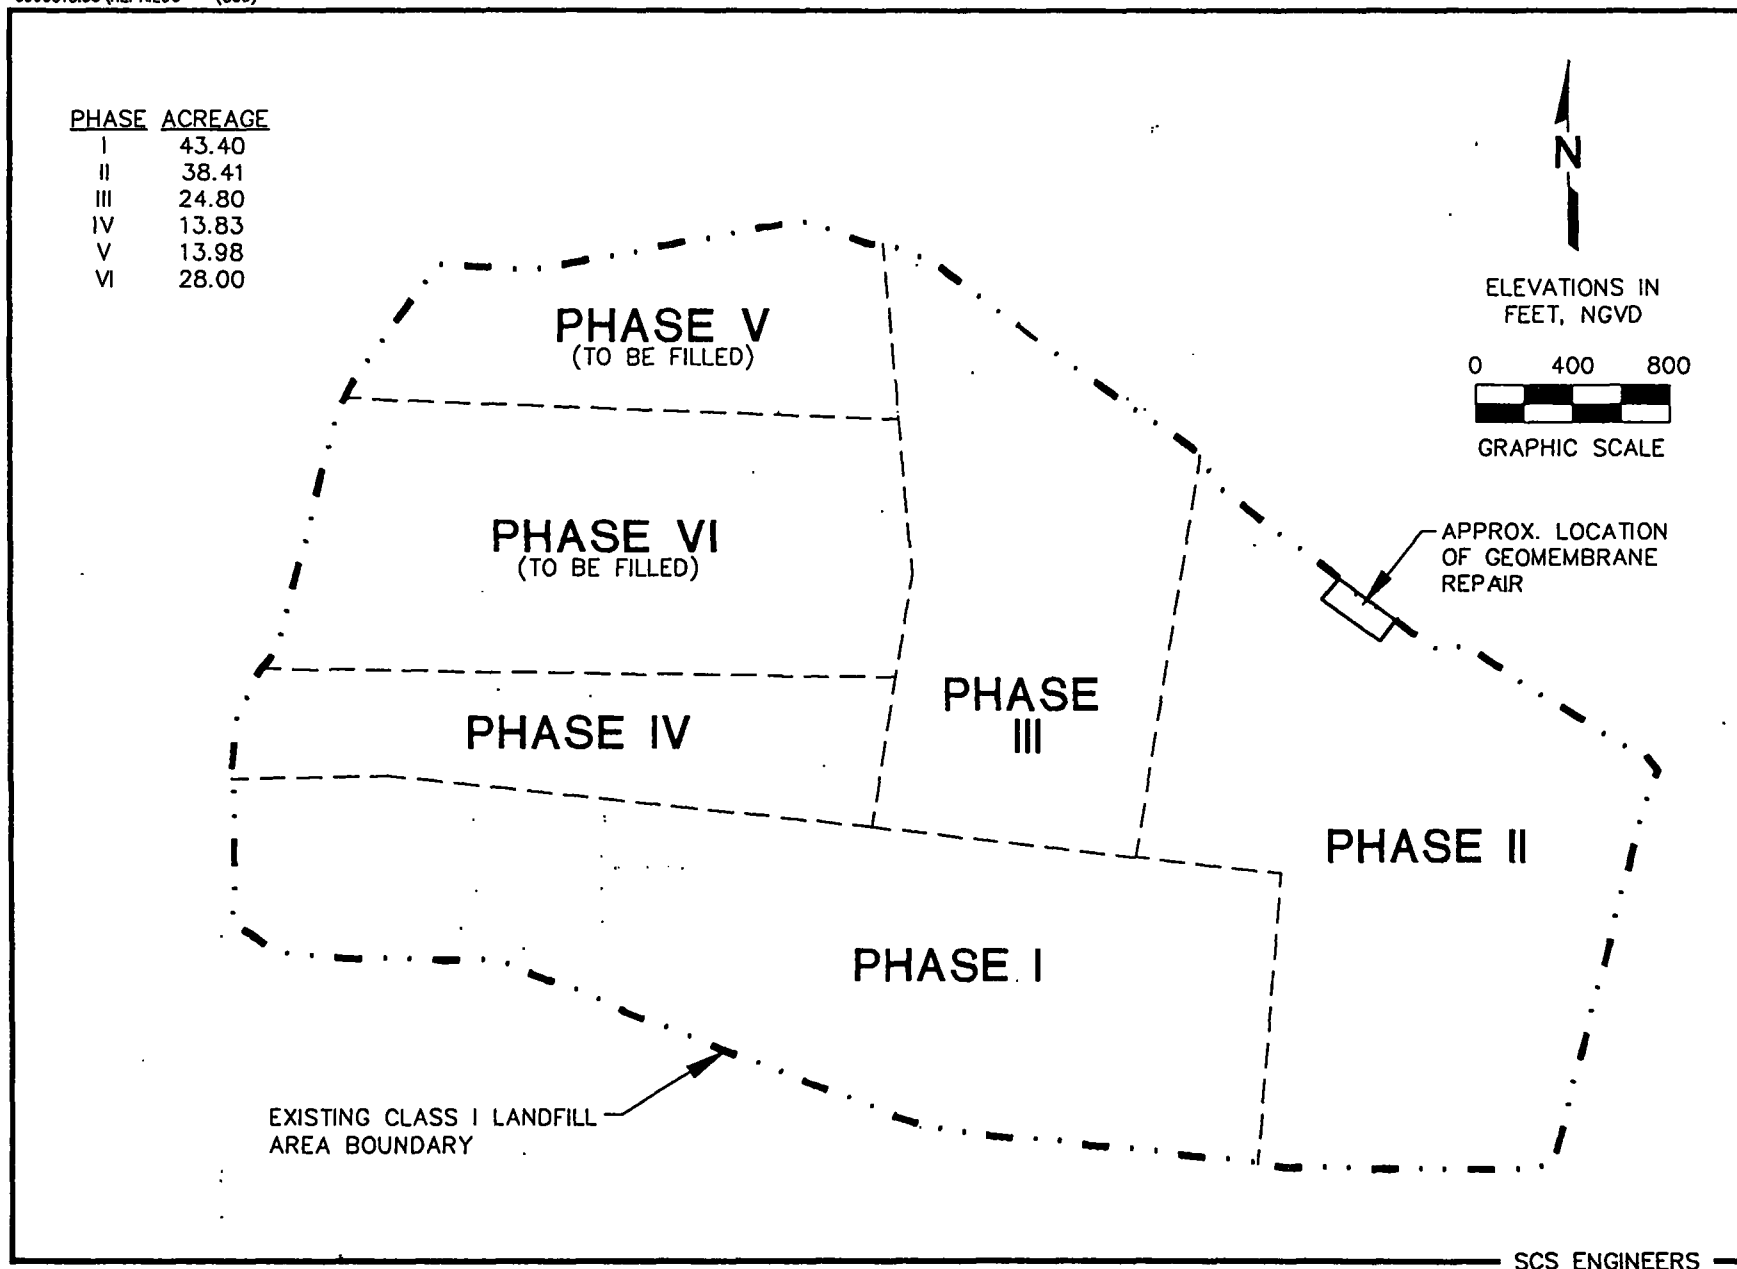 PHASE ACREAGE
I 43.40
II 38.41
III 24.80
IV 13.83
V 13.98
VI 28.00
N
ELEVATIONS IN
FEET, NGVD
0 400 800
GRAPHIC SCALE
PHASE V
(TO BE FILLED)
PHASE VI
(TO BE FILLED)
APPROX. LOCATION
OF GEOMEMBRANE
REPAIR
PHASE
III
PHASE IV
PHASE II
PHASE I
EXISTING CLASS I LANDFILL
AREA BOUNDARY
SCS ENGINEERS